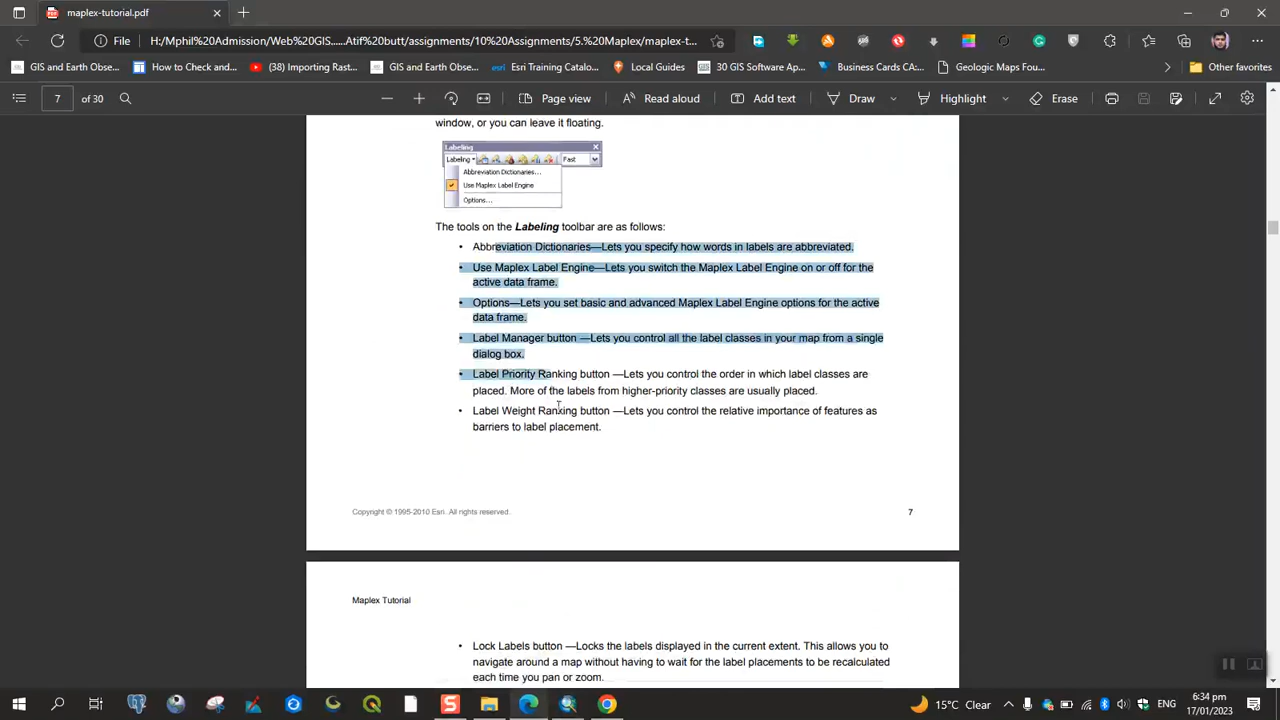 maplex-tutorial.pdf
File H:/Mphil%20Admission/Web%20GIS......Atif%20butt/assignments/10%20Assignments/5.%20Maplex/maplex-t...
GIS and Earth Obse... How to Check and... (38) Importing Rast... GIS and Earth Obse... Esri Training Catalo... Local Guides 30 GIS Software Ap... Business Cards CA:... Geologic Maps Fou... Other favorites
7 of 30 Page view Read aloud Add text Draw Highlight Erase
window, or you can leave it floating.
Labeling
Labeling Fast
Abbreviation Dictionaries...
Use Maplex Label Engine
Options...
The tools on the Labeling toolbar are as follows:
• Abbreviation Dictionaries—Lets you specify how words in labels are abbreviated.
• Use Maplex Label Engine—Lets you switch the Maplex Label Engine on or off for the
active data frame.
• Options—Lets you set basic and advanced Maplex Label Engine options for the active
data frame.
• Label Manager button —Lets you control all the label classes in your map from a single
dialog box.
• Label Priority Ranking button —Lets you control the order in which label classes are
placed. More of the labels from higher-priority classes are usually placed.
• Label Weight Ranking button —Lets you control the relative importance of features as
barriers to label placement.
Copyright © 1995-2010 Esri. All rights reserved. 7
Maplex Tutorial
• Lock Labels button —Locks the labels displayed in the current extent. This allows you to
navigate around a map without having to wait for the label placements to be recalculated
each time you pan or zoom.
15°C Clear 6:34 pm
17/01/2023